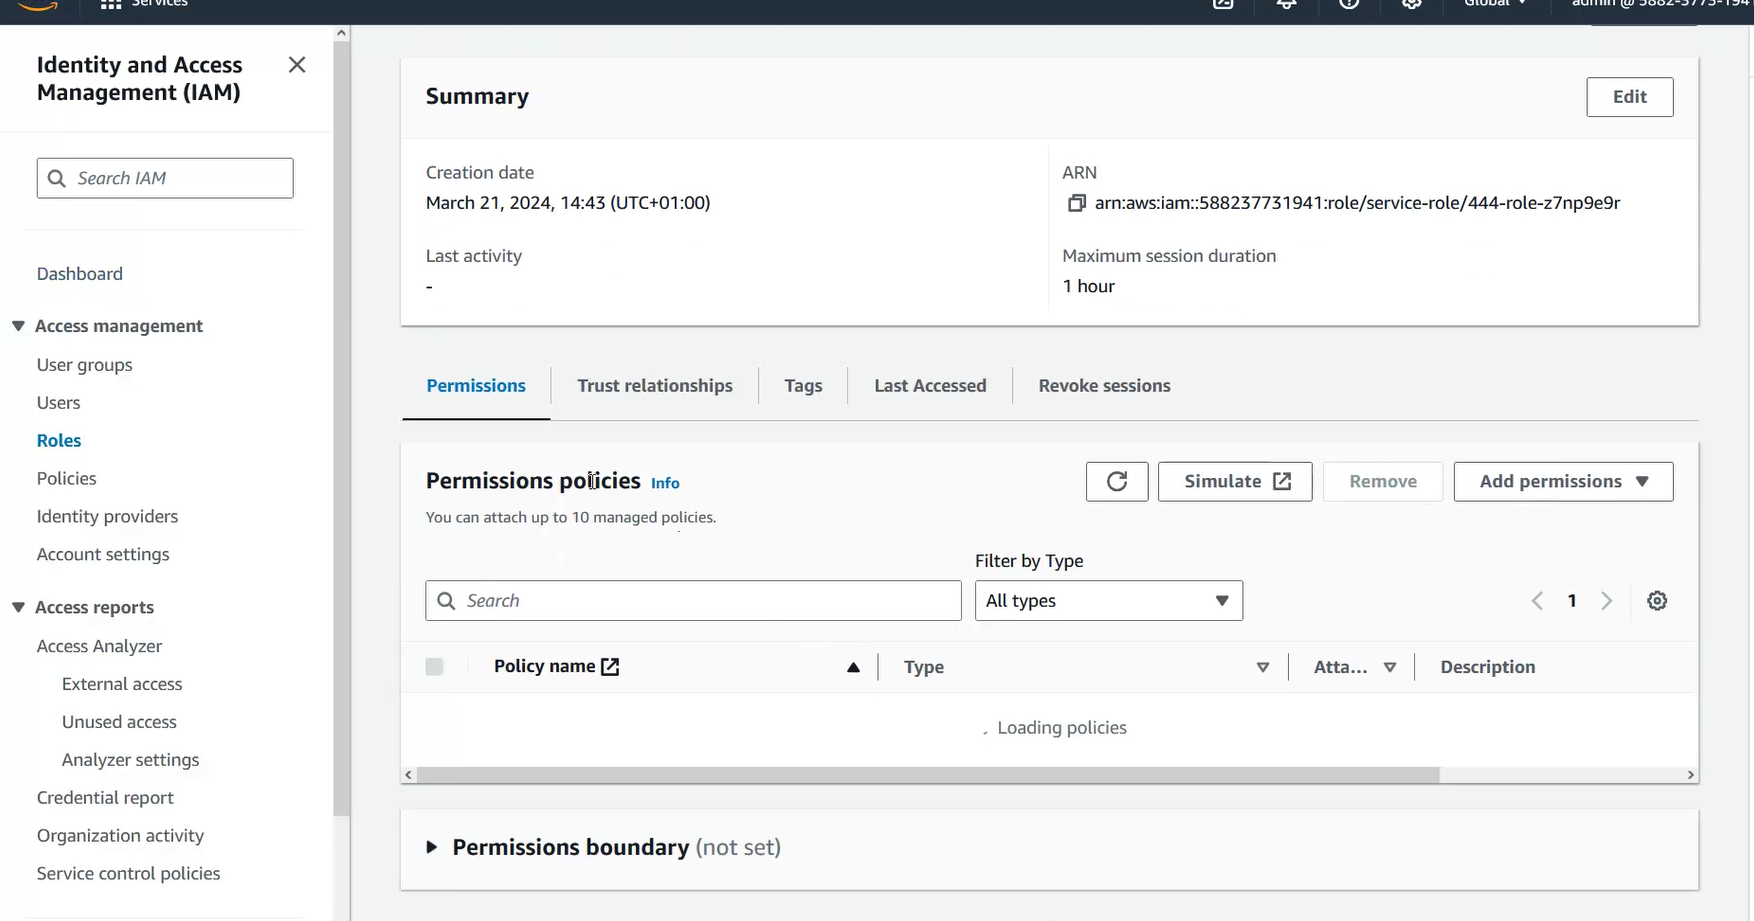 Services
Global
Identity and Access
Management (IAM)
Search IAM
Dashboard
Access management
User groups
Users
Roles
Policies
Identity providers
Account settings
Access reports
Access Analyzer
External access
Unused access
Analyzer settings
Credential report
Organization activity
Service control policies
Summary
Edit
Creation date
March 21, 2024, 14:43 (UTC+01:00)
Last activity
-
ARN
arn:aws:iam::588237731941:role/service-role/444-role-z7np9e9r
Maximum session duration
1 hour
Permissions
Trust relationships
Tags
Last Accessed
Revoke sessions
Permissions policies Info
You can attach up to 10 managed policies.
Simulate
Remove
Add permissions
Search
Filter by Type
All types
1
Policy name
Type
Atta...
Description
Loading policies
Permissions boundary (not set)